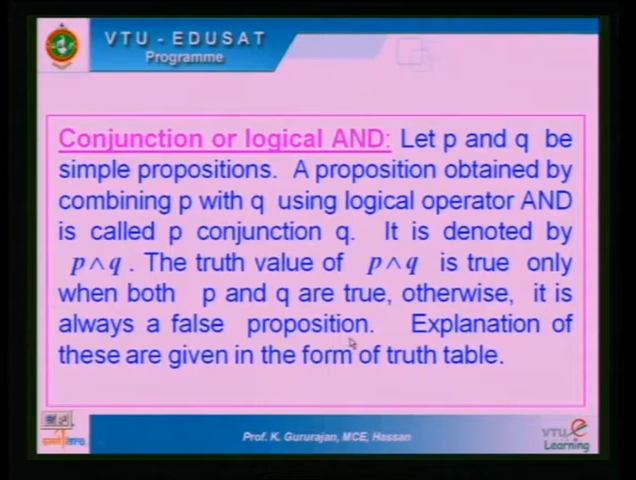 VTU - EDUSAT
Programme
Conjunction or logical AND: Let p and q be
simple propositions. A proposition obtained by
combining p with q using logical operator AND
is called p conjunction q. It is denoted by
p∧q. The truth value of p∧q is true only
when both p and q are true, otherwise, it is
always a false proposition. Explanation of
these are given in the form of truth table.
Prof. K. Gururajan, MCE, Hassan
VTU e
Learning